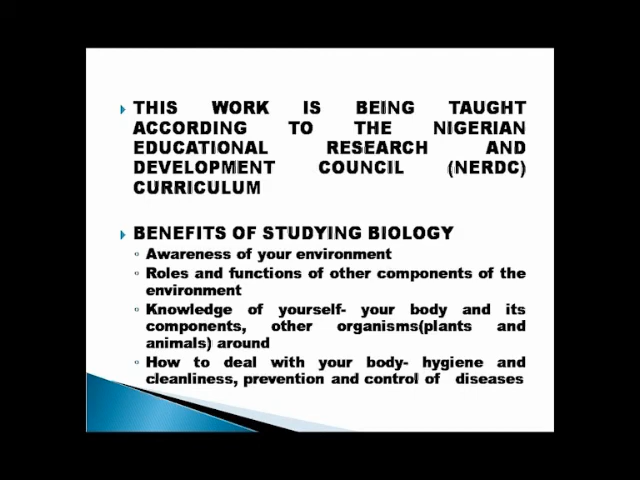 THIS WORK IS BEING TAUGHT
ACCORDING TO THE NIGERIAN
EDUCATIONAL RESEARCH AND
DEVELOPMENT COUNCIL (NERDC)
CURRICULUM
BENEFITS OF STUDYING BIOLOGY
Awareness of your environment
Roles and functions of other components of the
environment
Knowledge of yourself- your body and its
components, other organisms(plants and
animals) around
How to deal with your body- hygiene and
cleanliness, prevention and control of diseases